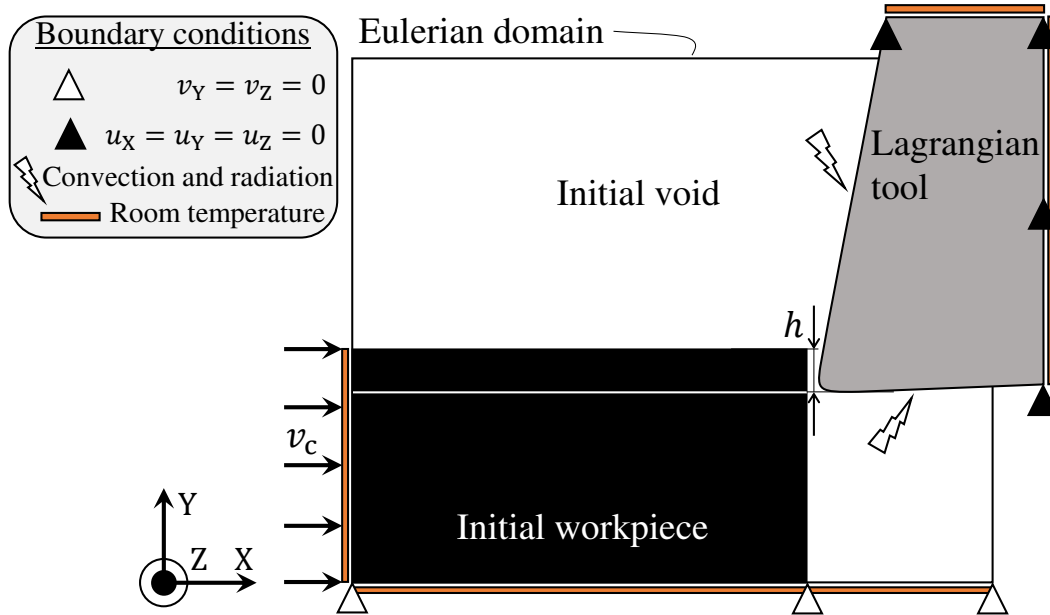 Boundary conditions
v_Y = v_Z = 0
u_X = u_Y = u_Z = 0
Convection and radiation
Room temperature
Eulerian domain
Lagrangian
tool
Initial void
h
v_c
Initial workpiece
Y
Z
X